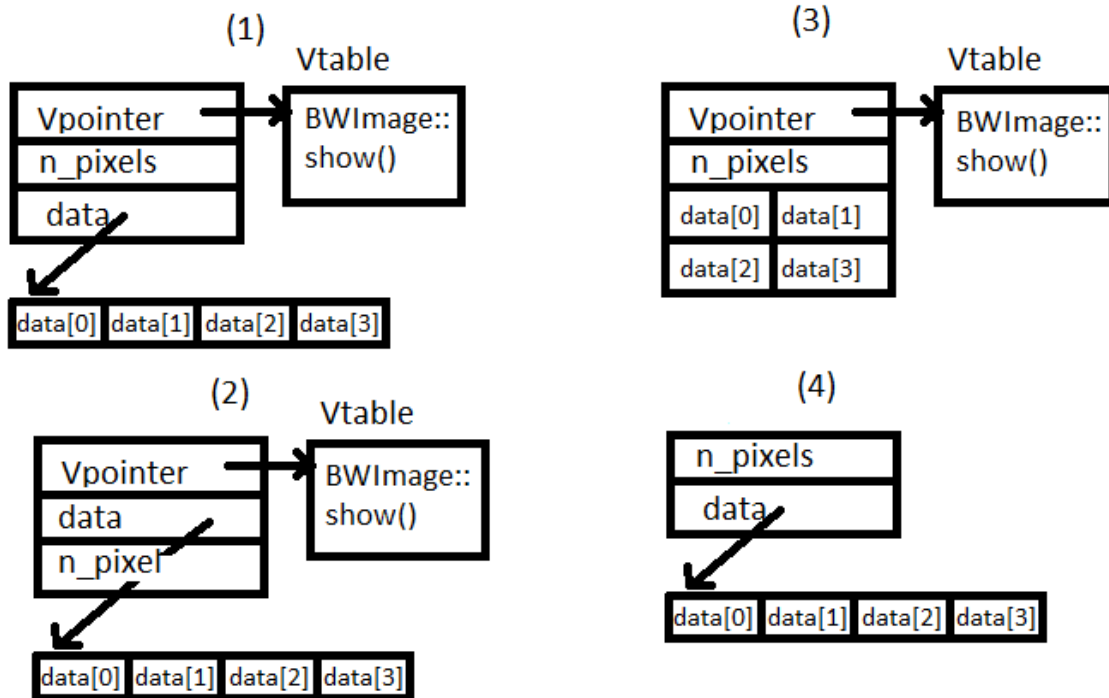 (1)
Vtable
Vpointer
BWImage::
show()
n_pixels
data
data[0] data[1] data[2] data[3]
(3)
Vtable
Vpointer
BWImage::
show()
n_pixels
data[0] data[1]
data[2] data[3]
(2)
Vtable
Vpointer
BWImage::
show()
data
n_pixel
data[0] data[1] data[2] data[3]
(4)
n_pixels
data
data[0] data[1] data[2] data[3]